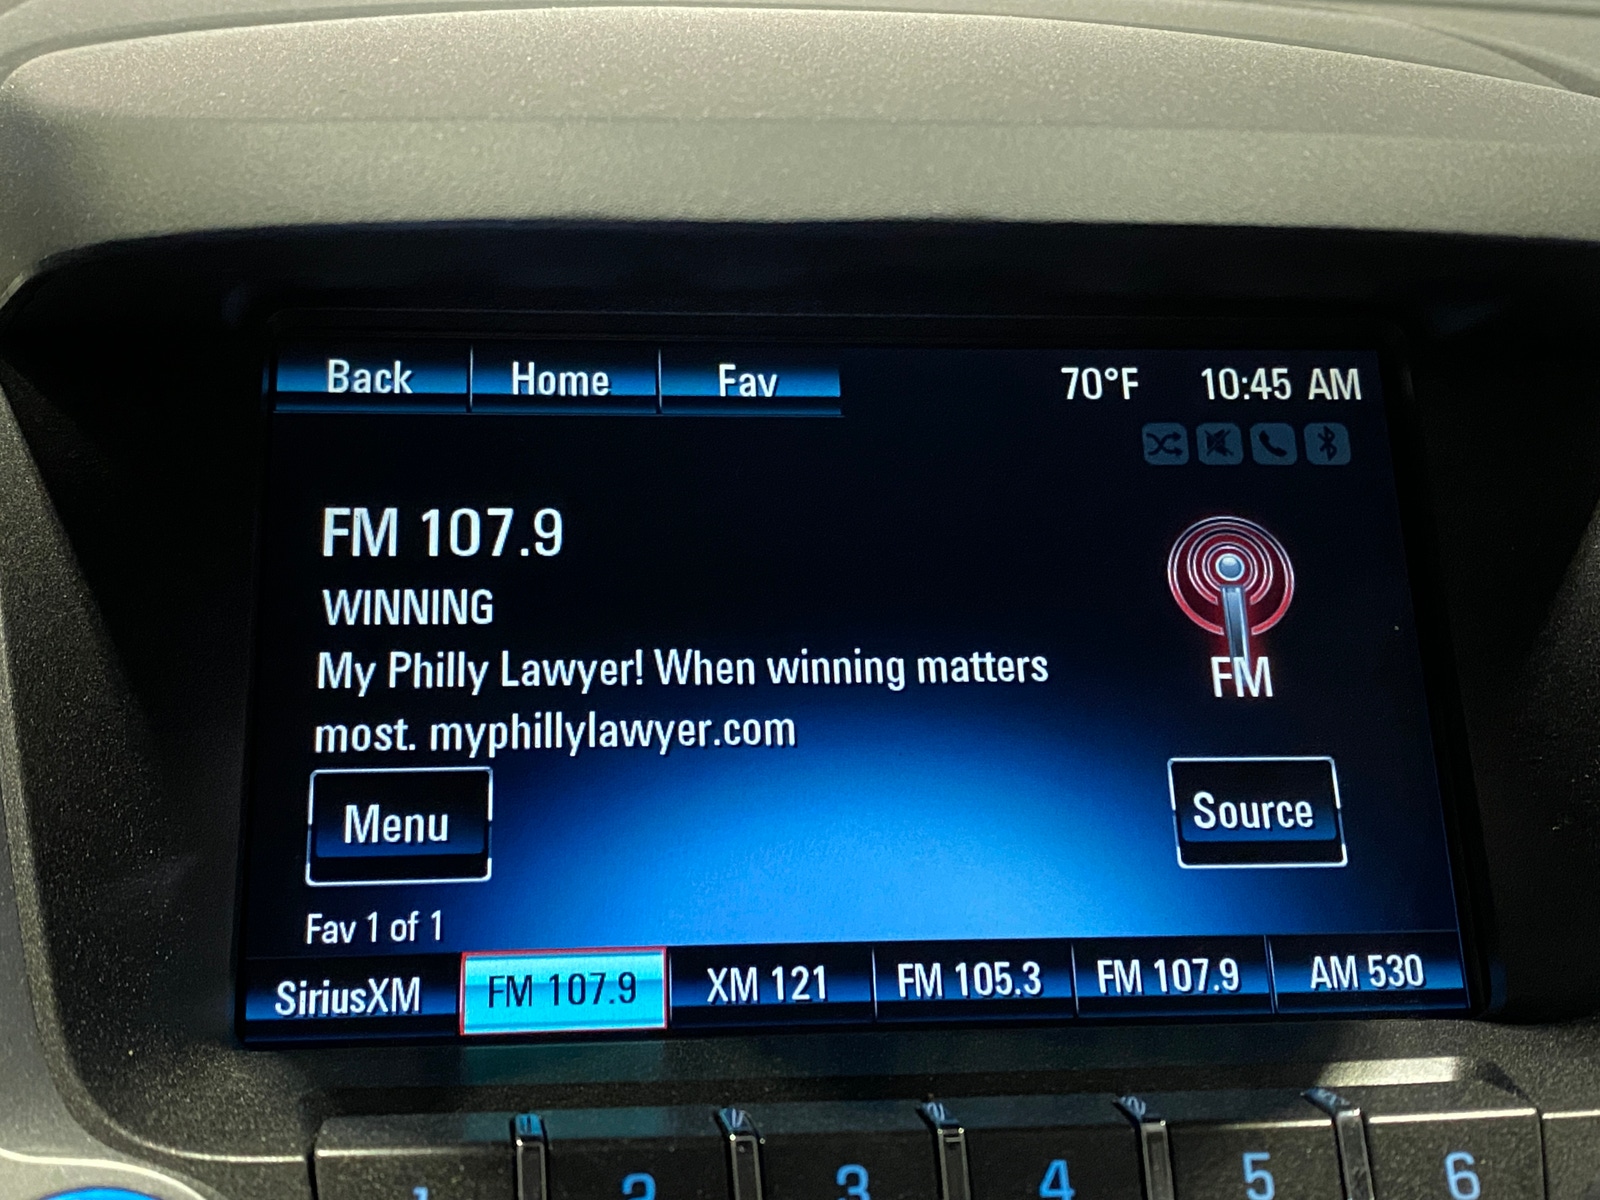 Back Home Fav 70°F 10:45 AM
FM 107.9
WINNING
My Philly Lawyer! When winning matters
most. myphillylawyer.com
FM
Menu Source
Fav 1 of 1
SiriusXM FM 107.9 XM 121 FM 105.3 FM 107.9 AM 530
1 2 3 4 5 6